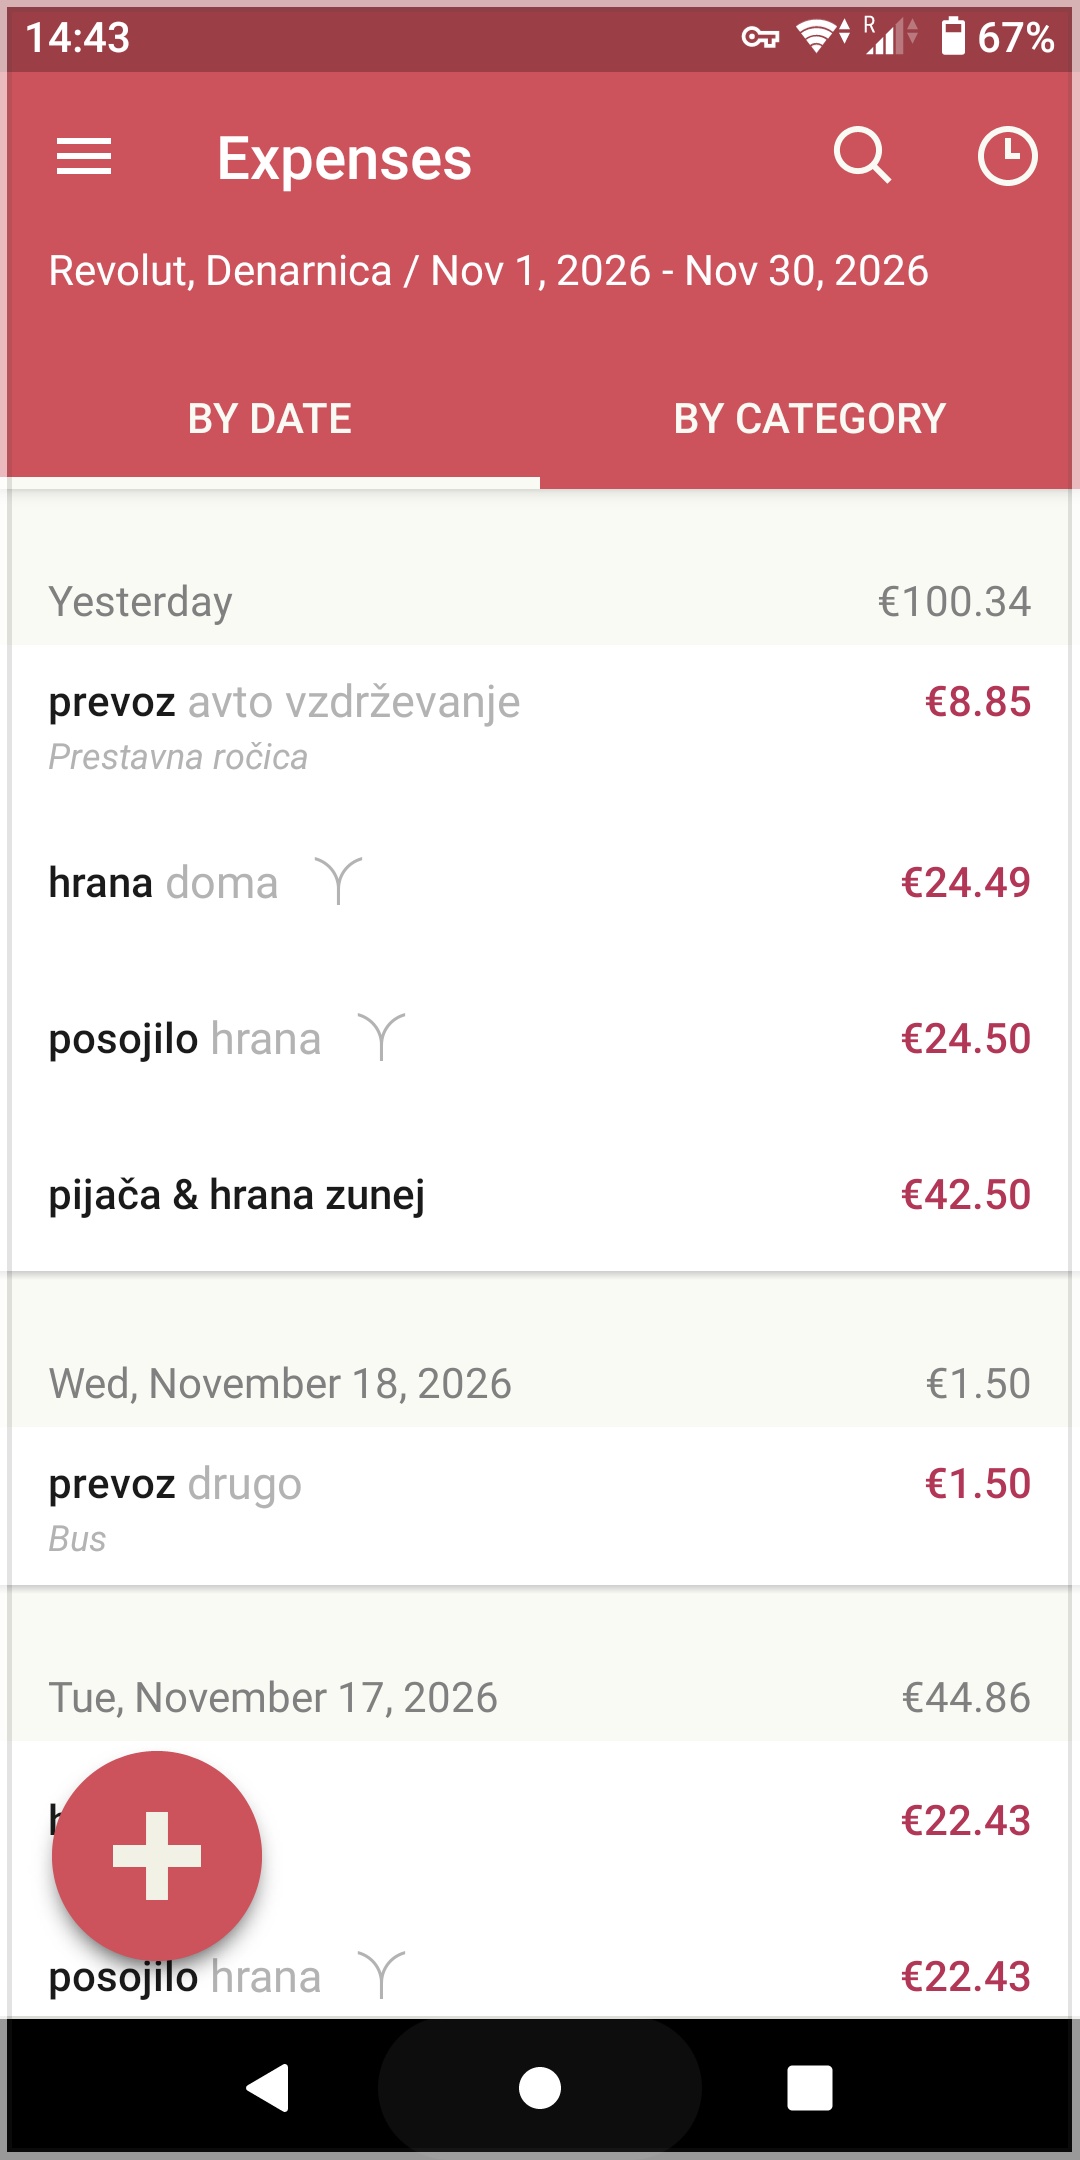 14:43
R
67%
Expenses
Revolut, Denarnica / Nov 1, 2026 - Nov 30, 2026
BY DATE
BY CATEGORY
Yesterday €100.34
prevoz avto vzdrževanje €8.85
Prestavna ročica
hrana doma €24.49
posojilo hrana €24.50
pijača & hrana zunej €42.50
Wed, November 18, 2026 €1.50
prevoz drugo €1.50
Bus
Tue, November 17, 2026 €44.86
€22.43
posojilo hrana €22.43